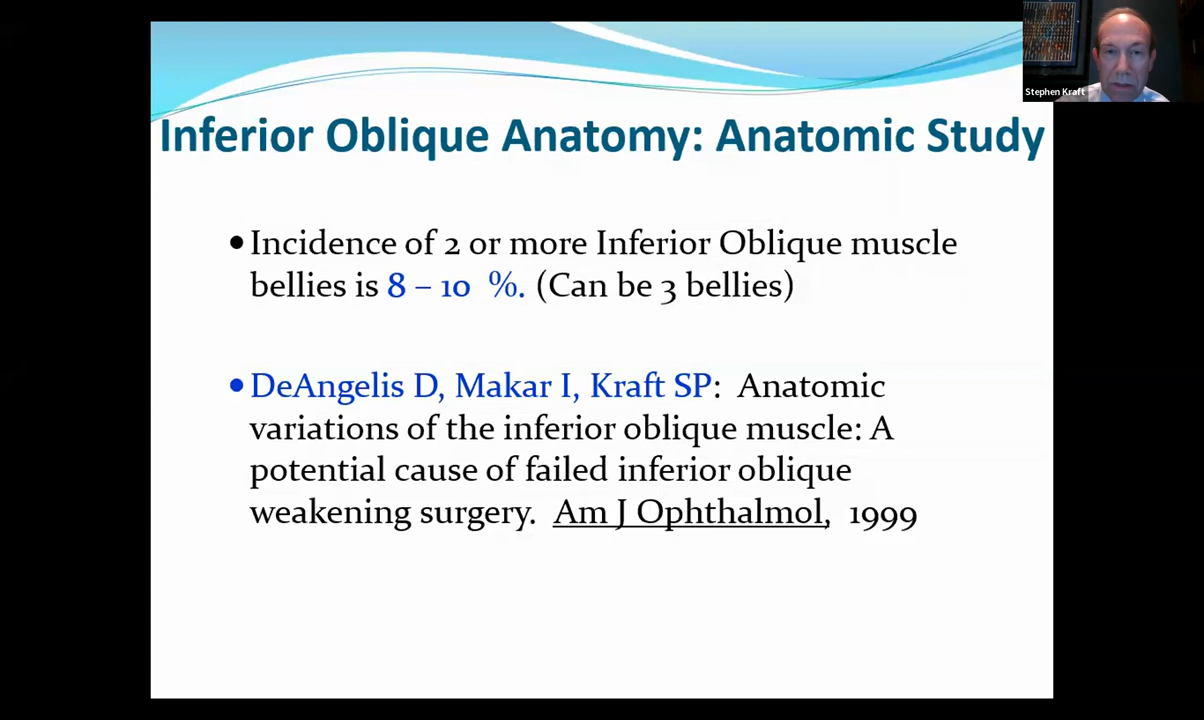 Stephen Kraft
Inferior Oblique Anatomy: Anatomic Study
•Incidence of 2 or more Inferior Oblique muscle
bellies is 8 – 10 %. (Can be 3 bellies)
•DeAngelis D, Makar I, Kraft SP: Anatomic
variations of the inferior oblique muscle: A
potential cause of failed inferior oblique
weakening surgery. Am J Ophthalmol, 1999